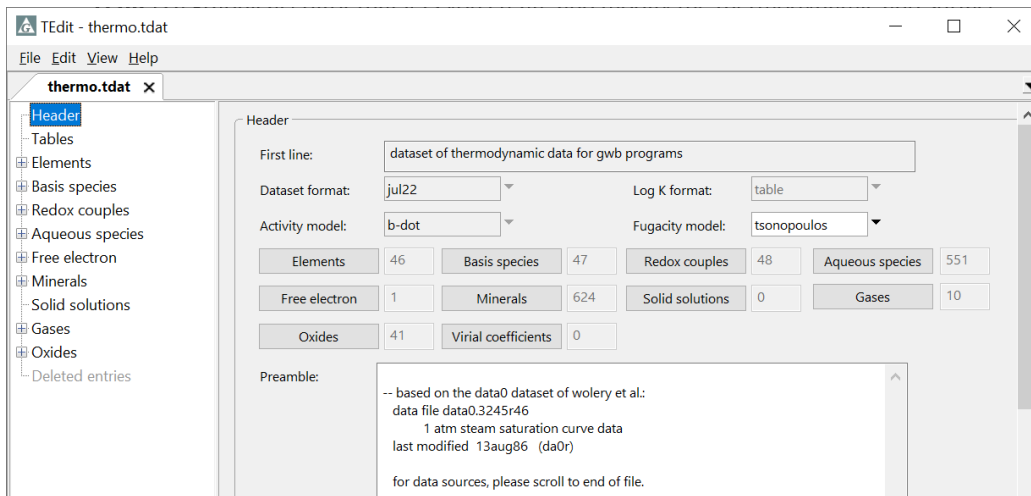 TEdit - thermo.tdat
File Edit View Help
thermo.tdat
Header
Tables
Elements
Basis species
Redox couples
Aqueous species
Free electron
Minerals
Solid solutions
Gases
Oxides
Deleted entries
Header
First line: dataset of thermodynamic data for gwb programs
Dataset format: jul22 Log K format: table
Activity model: b-dot Fugacity model: tsonopoulos
Elements 46 Basis species 47 Redox couples 48 Aqueous species 551
Free electron 1 Minerals 624 Solid solutions 0 Gases 10
Oxides 41 Virial coefficients 0
Preamble:
-- based on the data0 dataset of wolery et al.:
data file data0.3245r46
1 atm steam saturation curve data
last modified 13aug86 (da0r)
for data sources, please scroll to end of file.